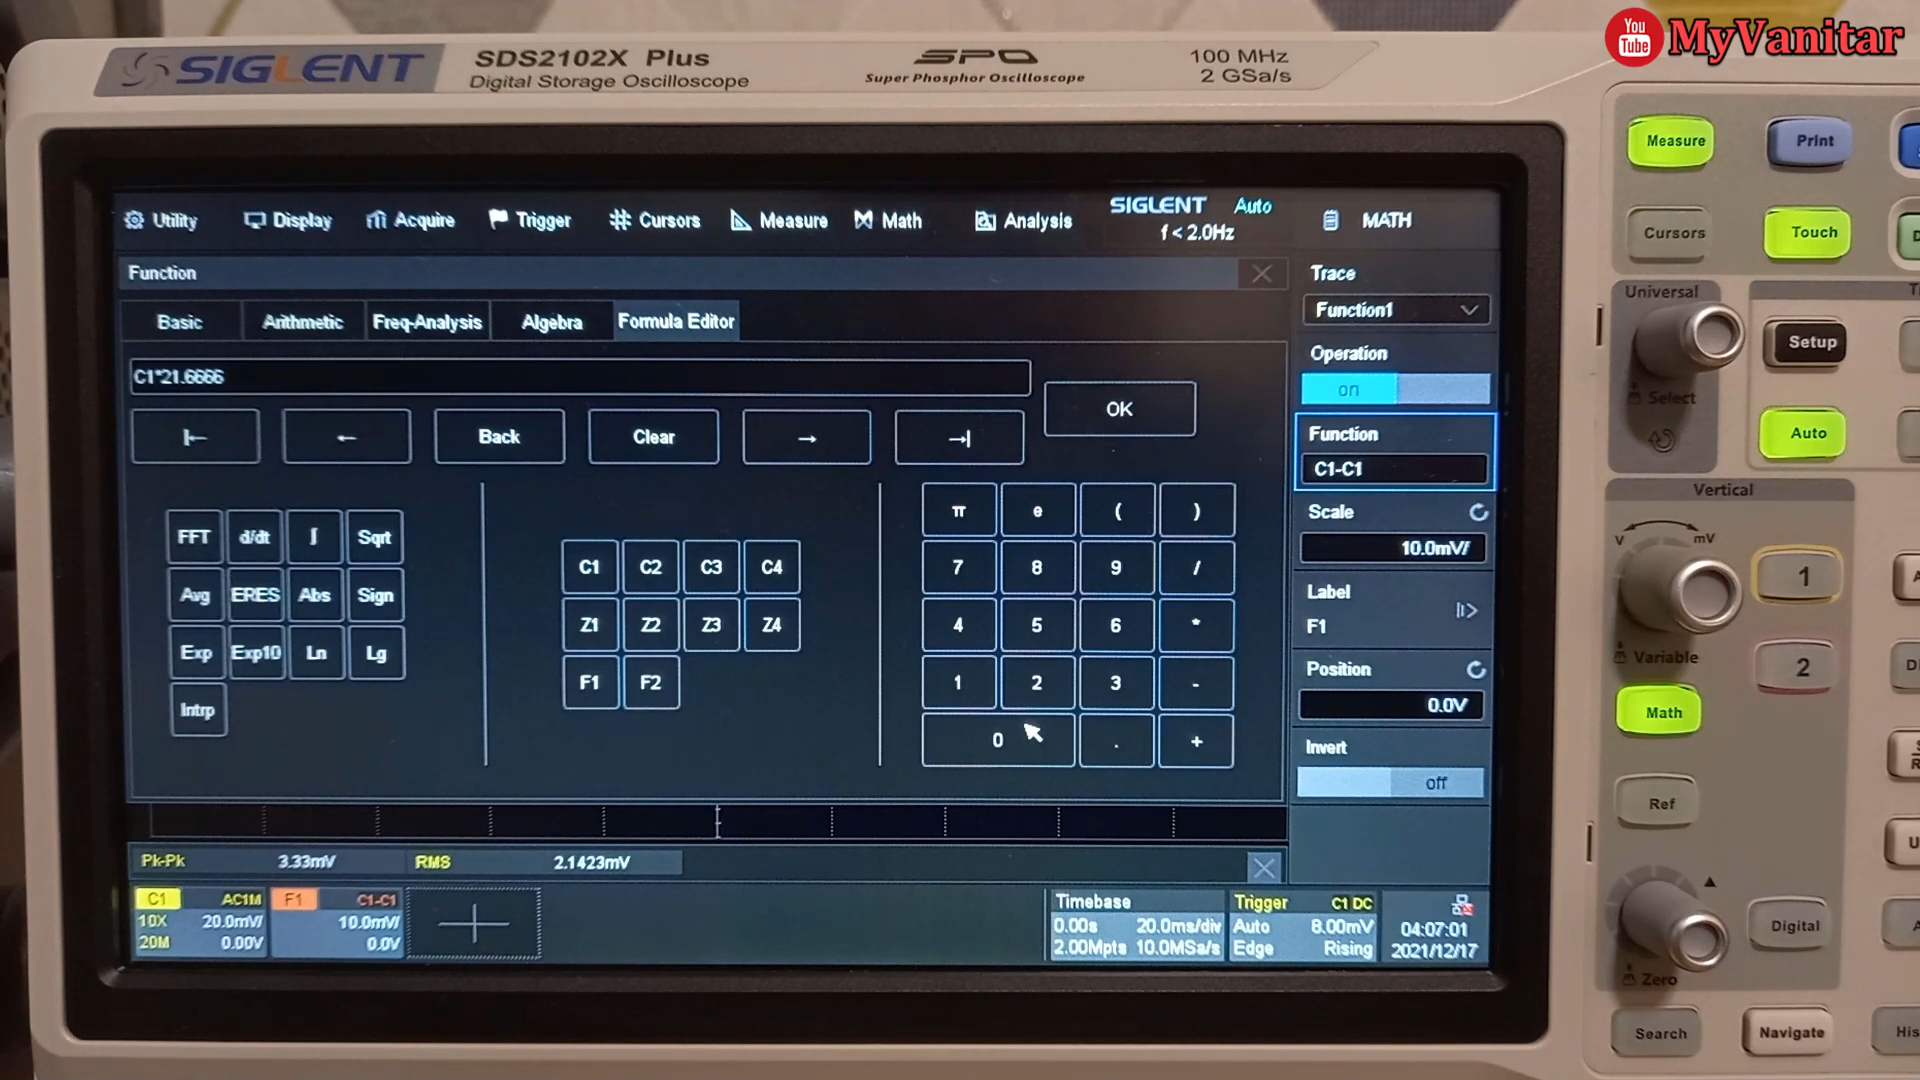 YouTube MyVanitar
SIGLENT SDS2102X Plus SPO 100 MHz
Digital Storage Oscilloscope Super Phosphor Oscilloscope 2 GSa/s
Measure Print
Cursors Touch
Universal
Setup
Select
Auto
Vertical
V mV
1
Variable 2
Math
Ref
Digital
Zero
Search Navigate His
Utility Display Acquire Trigger Cursors Measure Math Analysis SIGLENT Auto MATH
f < 2.0Hz
Function
Basic Arithmetic Freq-Analysis Algebra Formula Editor
C1*21.6666
OK
|← ← Back Clear → →|
FFT d/dt ∫ Sqrt
Avg ERES Abs Sign
Exp Exp10 Ln Lg
Intrp
C1 C2 C3 C4
Z1 Z2 Z3 Z4
F1 F2
π e ( )
7 8 9 /
4 5 6 *
1 2 3 -
0 . +
Trace
Function1
Operation
on
Function
C1-C1
Scale
10.0mV/
Label
F1
Position
0.0V
Invert
off
Pk-Pk 3.33mV RMS 2.1423mV
C1 AC1M
10X 20.0mV/
20M 0.00V
F1 C1-C1
10.0mV/
0.0V
Timebase
0.00s 20.0ms/div
2.00Mpts 10.0MSa/s
Trigger C1 DC
Auto 8.00mV
Edge Rising
04:07:01
2021/12/17